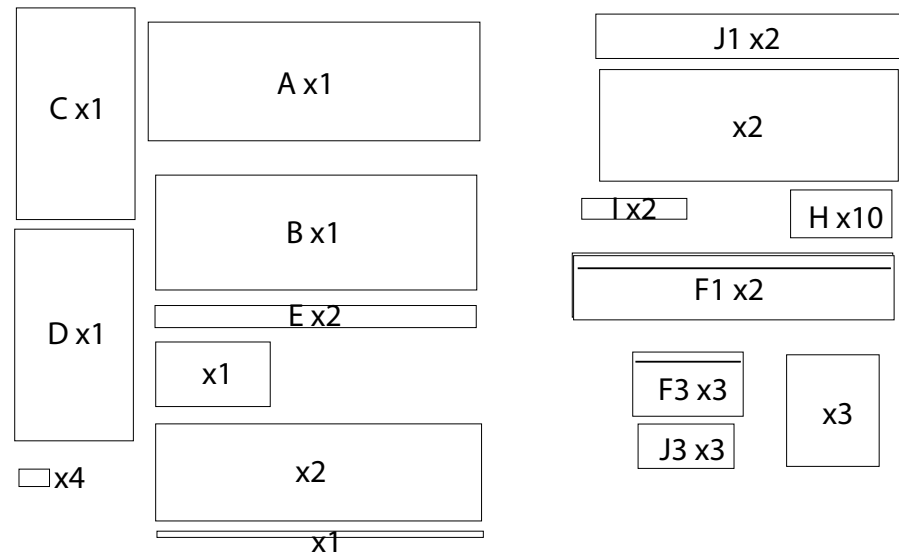 C x1
A x1
B x1
E x2
D x1
x1
x2
x4
x1
J1 x2
x2
I x2
H x10
F1 x2
F3 x3
x3
J3 x3